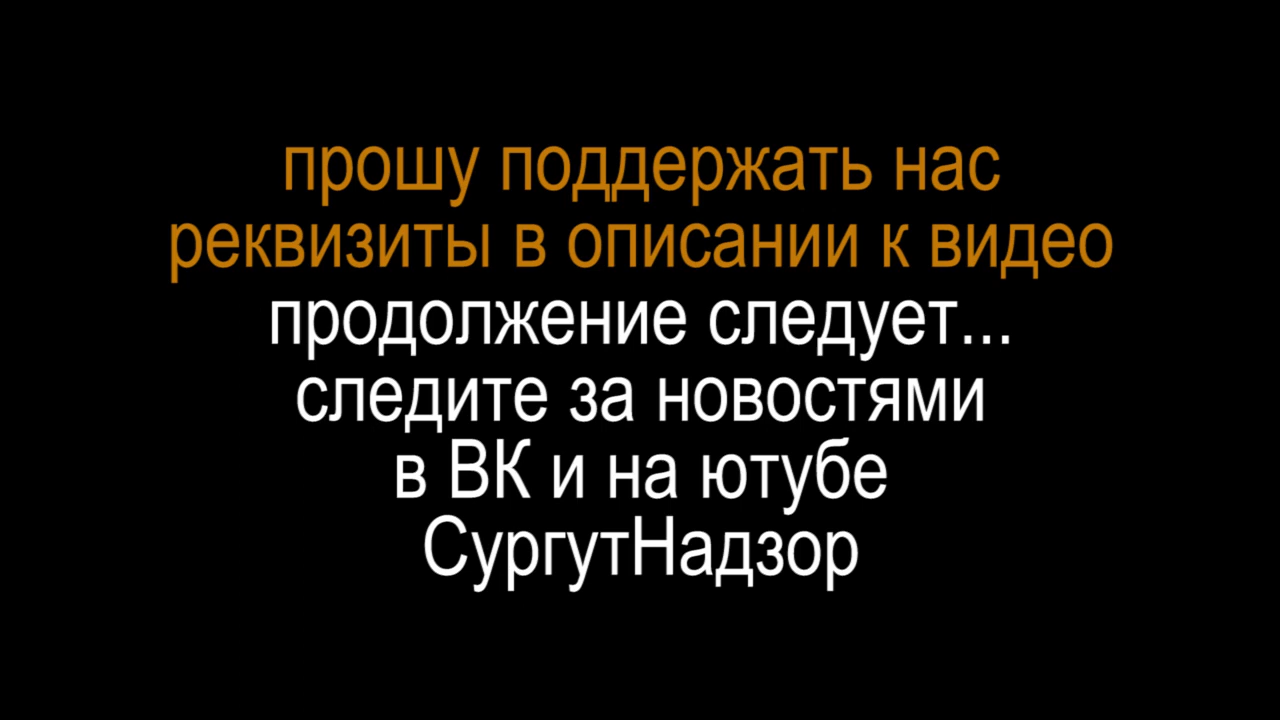 прошу поддержать нас
реквизиты в описании к видео
продолжение следует...
следите за новостями
в ВК и на ютубе
СургутНадзор